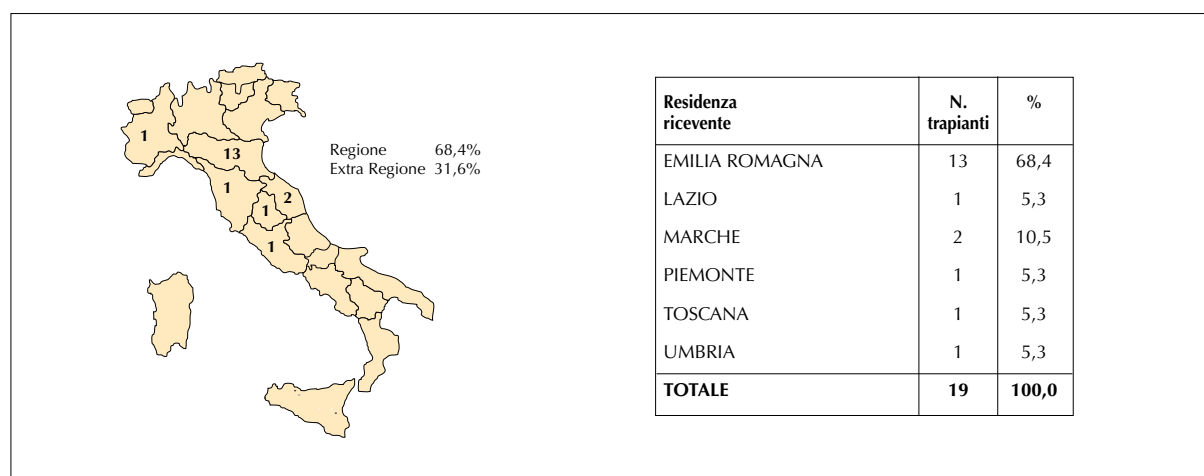 1
13
1
2
1
1
Regione 68,4%
Extra Regione 31,6%
Residenza ricevente N. trapianti %
EMILIA ROMAGNA 13 68,4
LAZIO 1 5,3
MARCHE 2 10,5
PIEMONTE 1 5,3
TOSCANA 1 5,3
UMBRIA 1 5,3
TOTALE 19 100,0